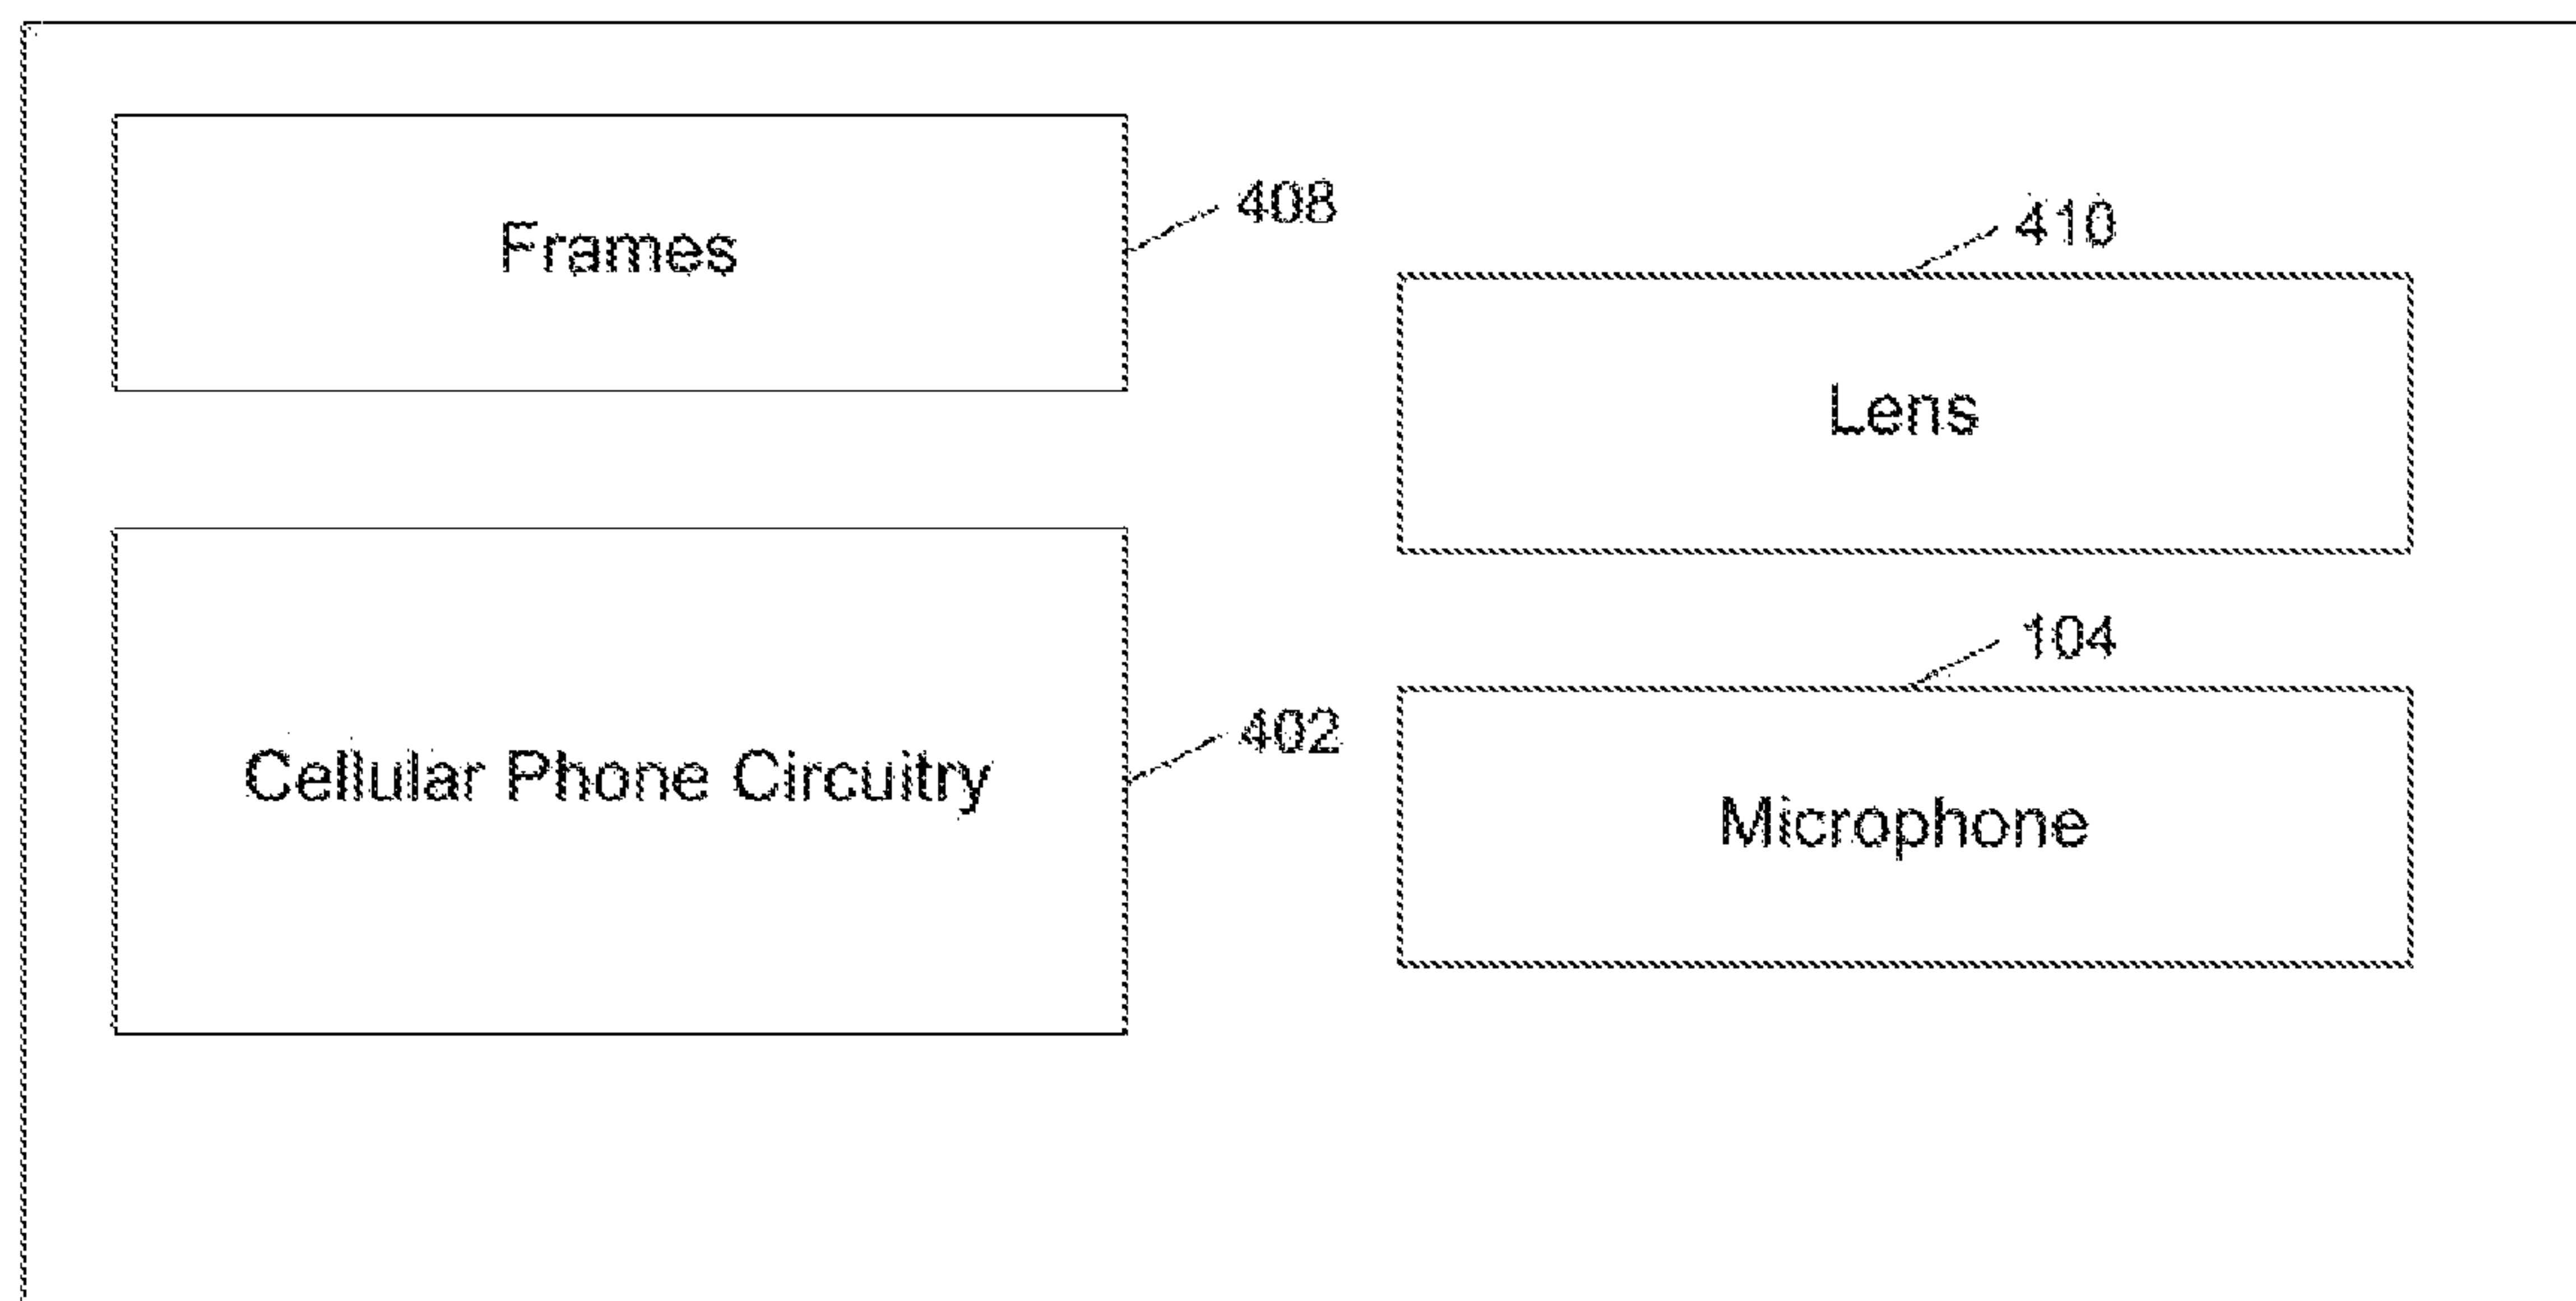 Frames
408
410
Lens
Cellular Phone Circuitry
402
104
Microphone